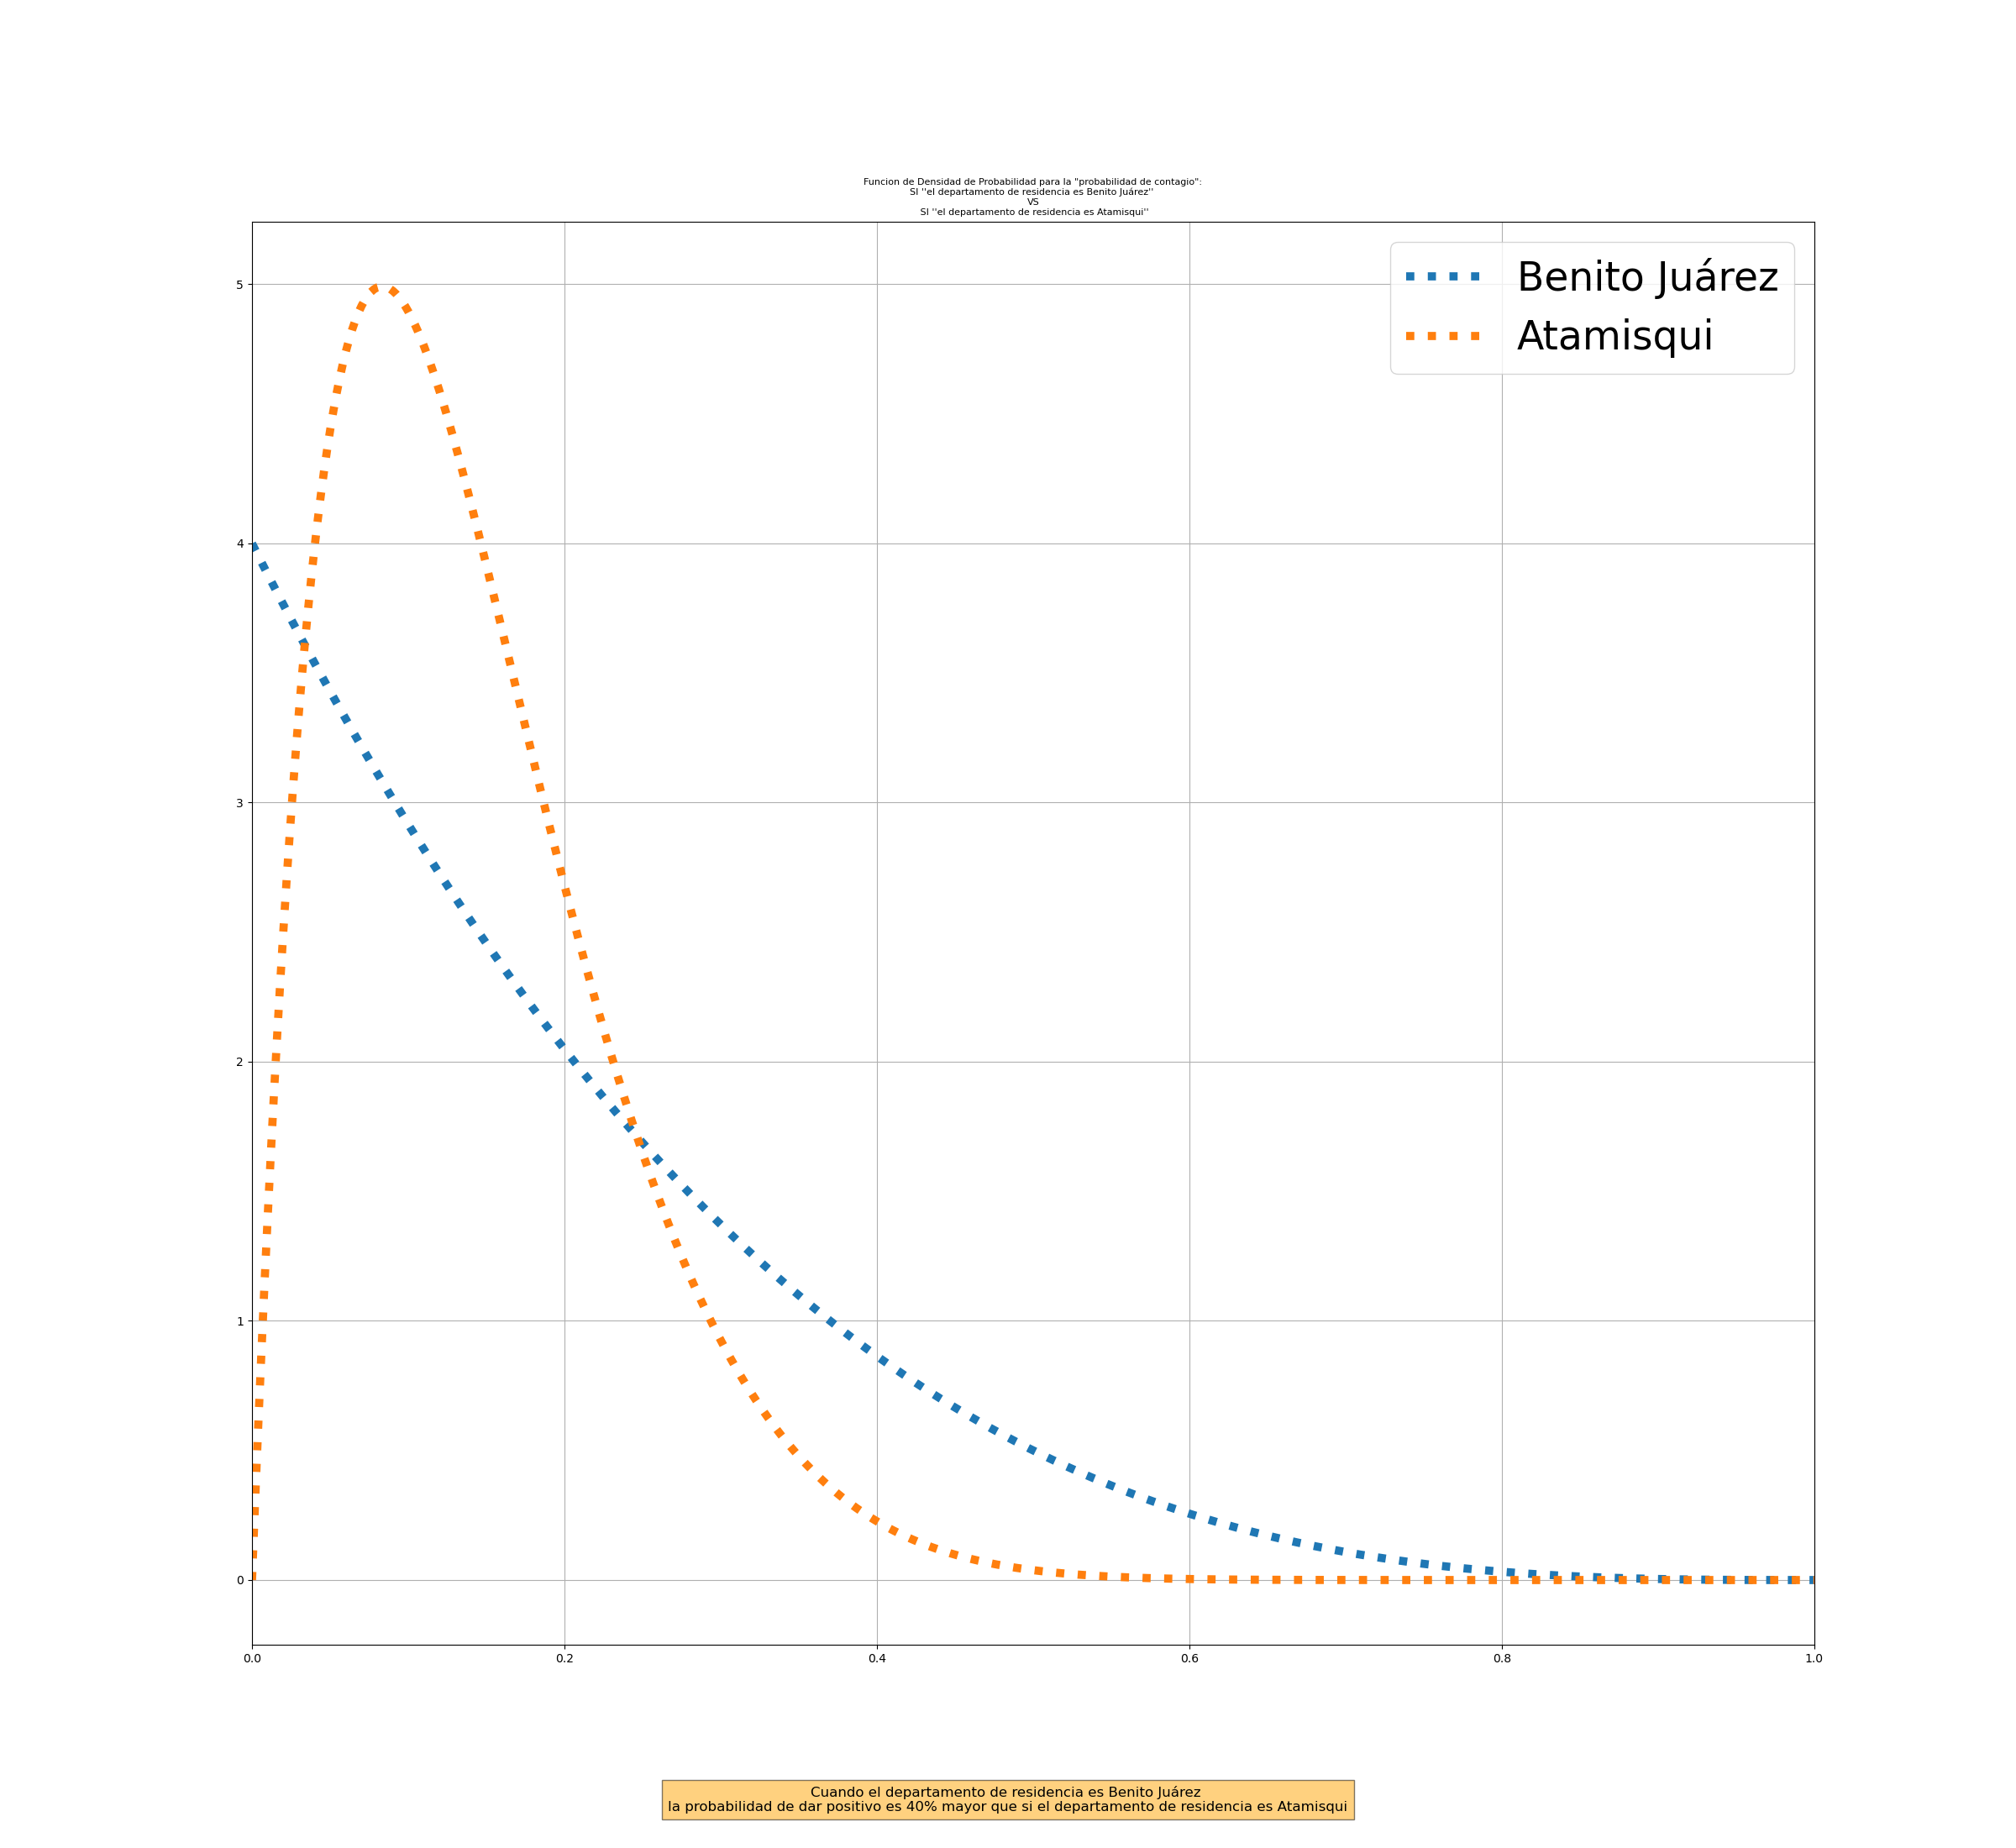 Funcion de Densidad de Probabilidad para la "probabilidad de contagio":
SI ''el departamento de residencia es Benito Juárez''
VS
SI ''el departamento de residencia es Atamisqui''
Benito Juárez
Atamisqui
5
4
3
2
1
0
0.0 0.2 0.4 0.6 0.8 1.0
Cuando el departamento de residencia es Benito Juárez
la probabilidad de dar positivo es 40% mayor que si el departamento de residencia es Atamisqui